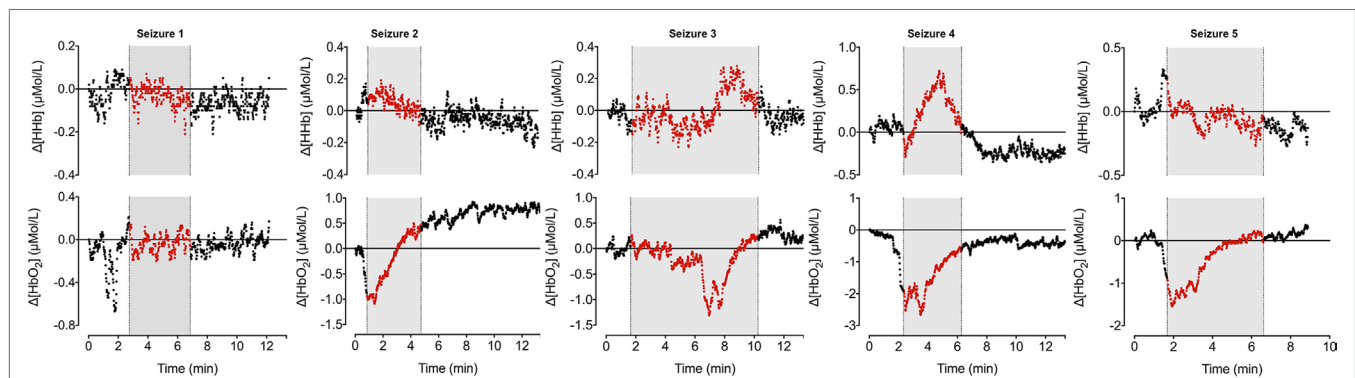 Seizure 1 Seizure 2 Seizure 3 Seizure 4 Seizure 5
Δ[HHb] (μMol/L) Δ[HHb] (μMol/L) Δ[HHb] (μMol/L) Δ[HHb] (μMol/L) Δ[HHb] (μMol/L)
0.2 0.4 0.4 1.0 0.5
0.0 0.2 0.2 0.5 0.0
-0.2 0.0 0.0 0.0 -0.5
-0.4 -0.2 -0.2 -0.5
-0.4 -0.4
Δ[HbO₂] (μMol/L) Δ[HbO₂] (μMol/L) Δ[HbO₂] (μMol/L) Δ[HbO₂] (μMol/L) Δ[HbO₂] (μMol/L)
0.4 1.0 1.0 1 1
0.0 0.5 0.5 0 0
-0.4 0.0 0.0 -1 -1
-0.8 -0.5 -0.5 -2 -2
-1.0 -1.0 -3
-1.5 -1.5
0 2 4 6 8 10 12 0 2 4 6 8 10 12 0 2 4 6 8 10 12 0 2 4 6 8 10 12 0 2 4 6 8 10
Time (min) Time (min) Time (min) Time (min) Time (min)